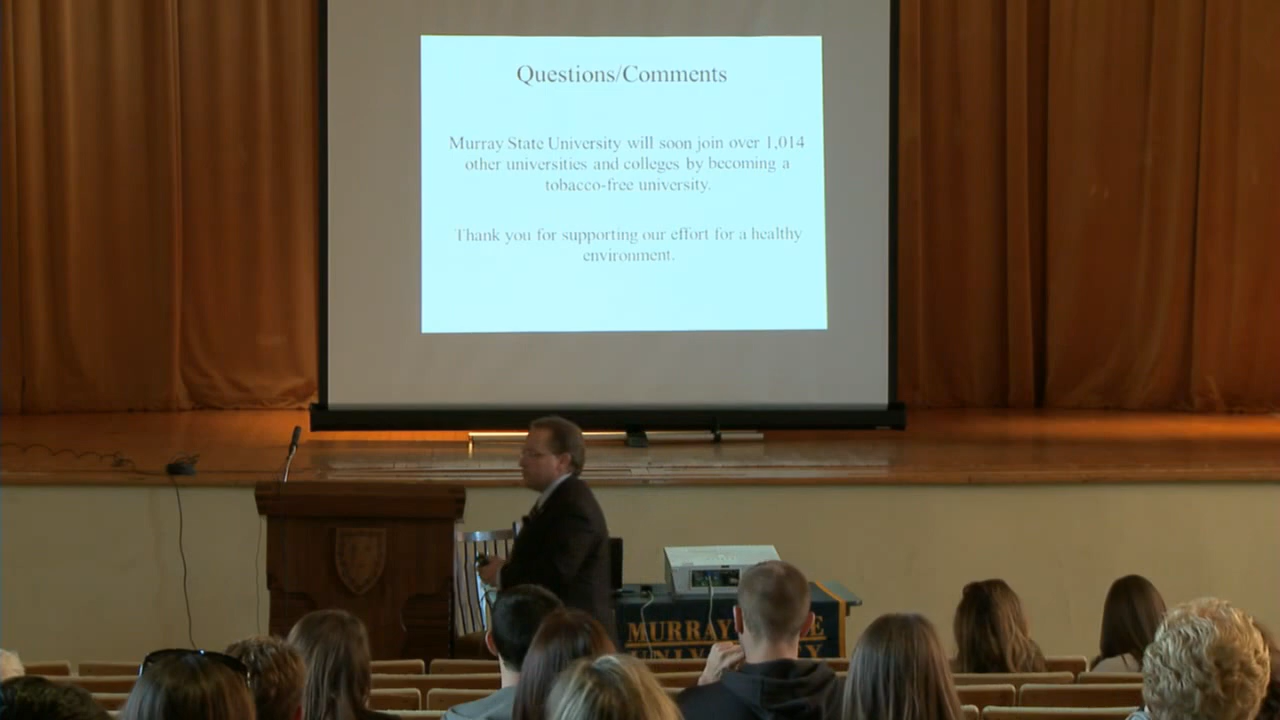 Questions/Comments
Murray State University will soon join over 1,014
other universities and colleges by becoming a
tobacco-free university.
Thank you for supporting our effort for a healthy
environment.
MURRAY